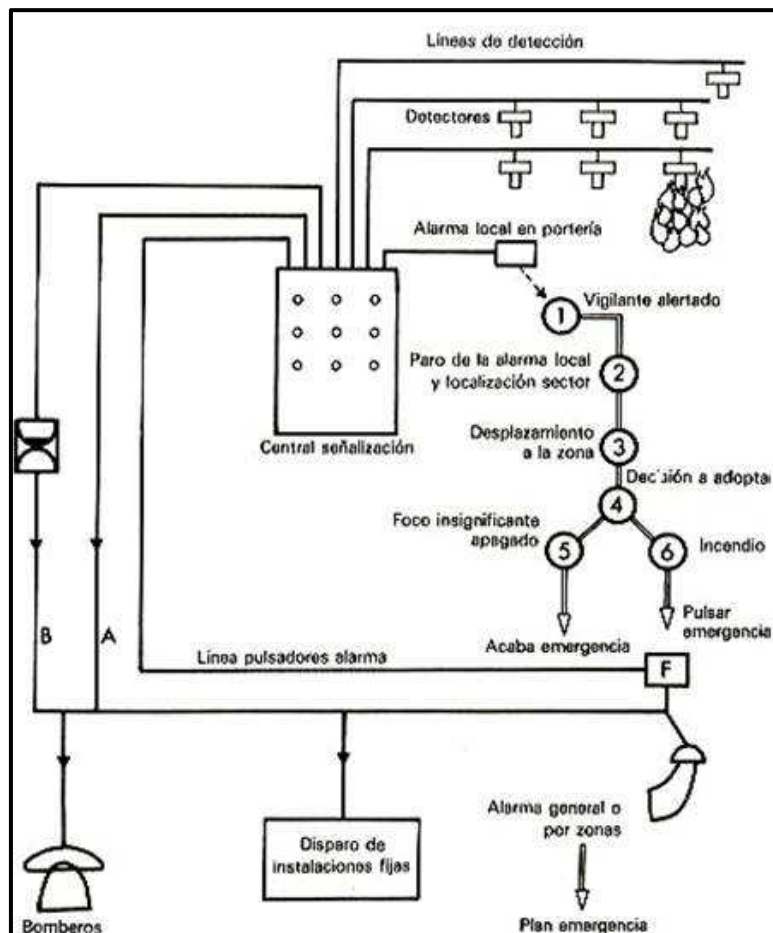 Líneas de detección
Detectores
Alarma local en portería
1
Vigilante alertado
Paro de la alarma local
y localización sector
2
Central señalización
Desplazamiento
a la zona
3
Decisión a adoptar
4
Foco insignificante
apagado
5
6
Incendio
Acaba emergencia
Pulsar
emergencia
B
A
Línea pulsadores alarma
F
Alarma general o
por zonas
Disparo de
instalaciones fijas
Bomberos
Plan emergencia